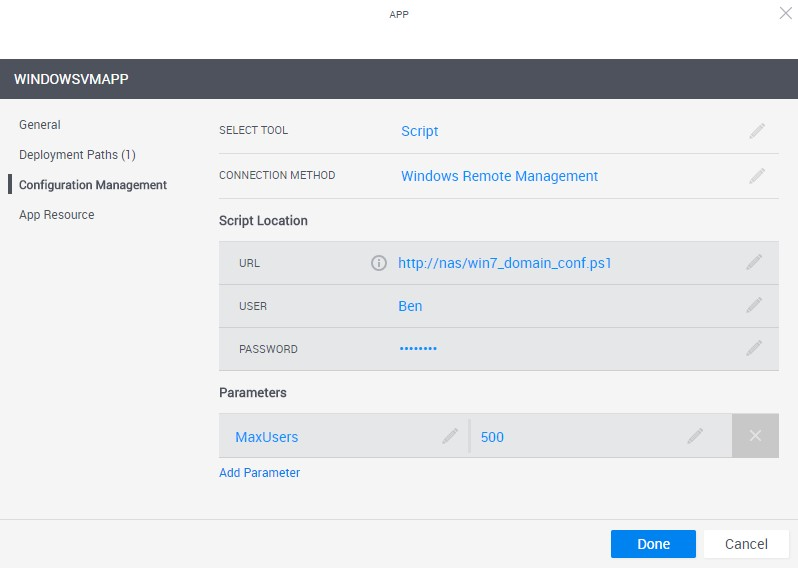 APP
WINDOWSVMAPP
General
Deployment Paths (1)
Configuration Management
App Resource
SELECT TOOL Script
CONNECTION METHOD Windows Remote Management
Script Location
URL http://nas/win7_domain_conf.ps1
USER Ben
PASSWORD ••••••••
Parameters
MaxUsers 500
Add Parameter
Done Cancel